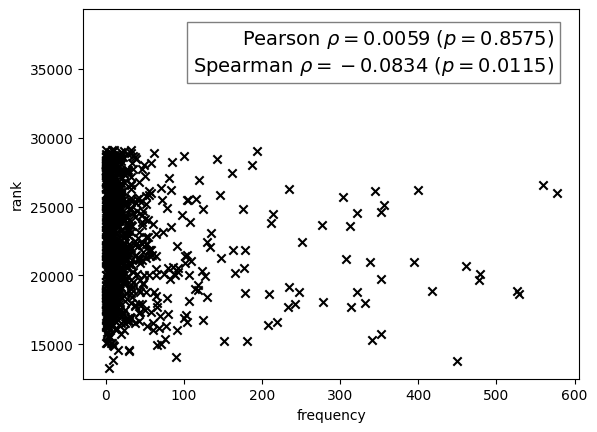 Pearson ρ = 0.0059 (p = 0.8575)
Spearman ρ = −0.0834 (p = 0.0115)
35000
30000
25000
20000
15000
rank
0 100 200 300 400 500 600
frequency